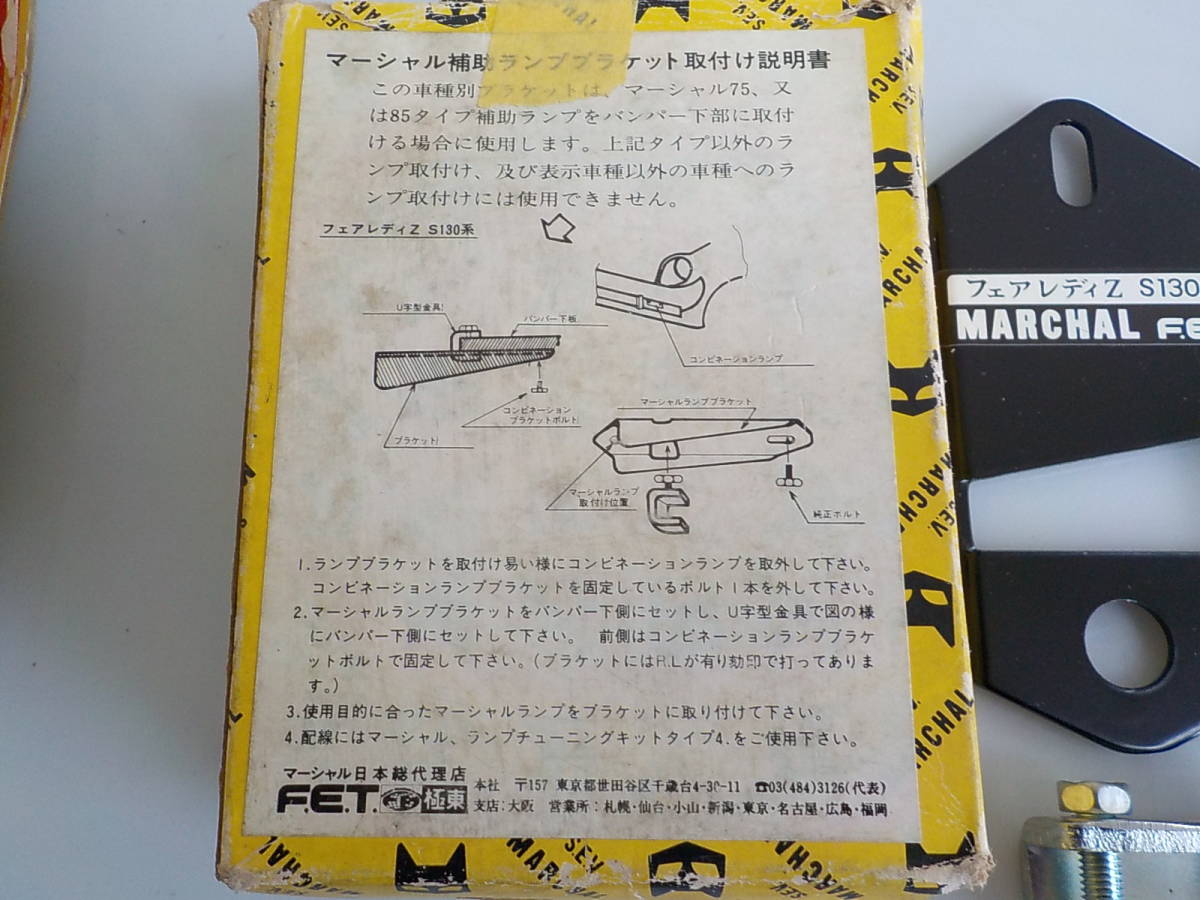 マーシャル補助ランプブラケット取付け説明書
この車種別ブラケットは、マーシャル75、又
は85タイプ補助ランプをバンパー下部に取付
ける場合に使用します。上記タイプ以外のラ
ンプ取付け、及び表示車種以外の車種へのラ
ンプ取付けには使用できません。
フェアレディZ S130系
U字型金具
バンパー下板
コンビネーションランプ
コンビネーション
ブラケットボルト
ブラケット
マーシャルランプブラケット
マーシャルランプ
取付け位置
純正ボルト
1.ランプブラケットを取付け易い様にコンビネーションランプを取外して下さい。
コンビネーションランプブラケットを固定しているボルト1本を外して下さい。
2.マーシャルランプブラケットをバンパー下側にセットし、U字型金具で図の様
にバンパー下側にセットして下さい。 前側はコンビネーションランプブラケ
ットボルトで固定して下さい。(ブラケットにはR.Lが有り刻印で打ってありま
す。)
3.使用目的に合ったマーシャルランプをブラケットに取り付けて下さい。
4.配線にはマーシャル、ランプチューニングキットタイプ4.をご使用下さい。
マーシャル日本総代理店
F.E.T. 極東
本社 〒157 東京都世田谷区千歳台4-30-11 ☎03(484)3126(代表)
支店:大阪 営業所:札幌・仙台・小山・新潟・東京・名古屋・広島・福岡
フェアレディZ S130
MARCHAL F.E
MARCHAL
S.E.V.
MARCHAL
S.E.V.
MARCHAL
MARCHAL
S.E.V.
MARCHAL
MARCHAL
S.E.V.
MARCHAL
S.E.V.
MARCHAL
S.E.V.